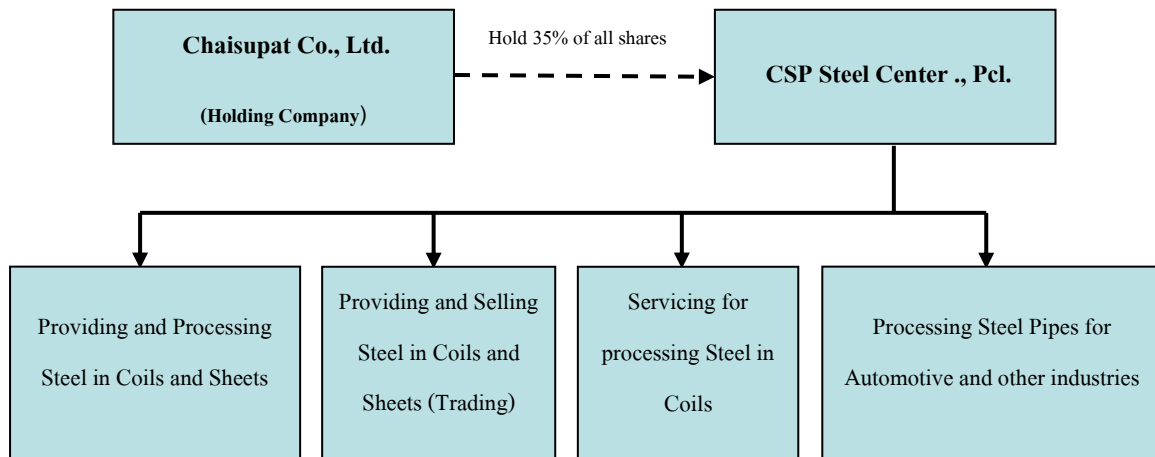 Chaisupat Co., Ltd.
(Holding Company)
Hold 35% of all shares
CSP Steel Center ., Pcl.
Providing and Processing
Steel in Coils and Sheets
Providing and Selling
Steel in Coils and
Sheets (Trading)
Servicing for
processing Steel in
Coils
Processing Steel Pipes for
Automotive and other industries